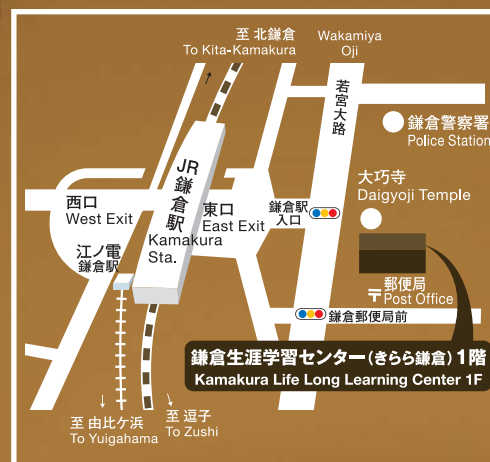 至 北鎌倉
To Kita-Kamakura
Wakamiya
Oji
若宮大路
鎌倉警察署
Police Station
大巧寺
Daigyoji Temple
西口
West Exit
JR
鎌倉駅
Kamakura
Sta.
東口
East Exit
鎌倉駅
入口
江ノ電
鎌倉駅
郵便局
〒Post Office
鎌倉郵便局前
鎌倉生涯学習センター(きらら鎌倉)1階
Kamakura Life Long Learning Center 1F
至 由比ケ浜
To Yuigahama
至 逗子
To Zushi